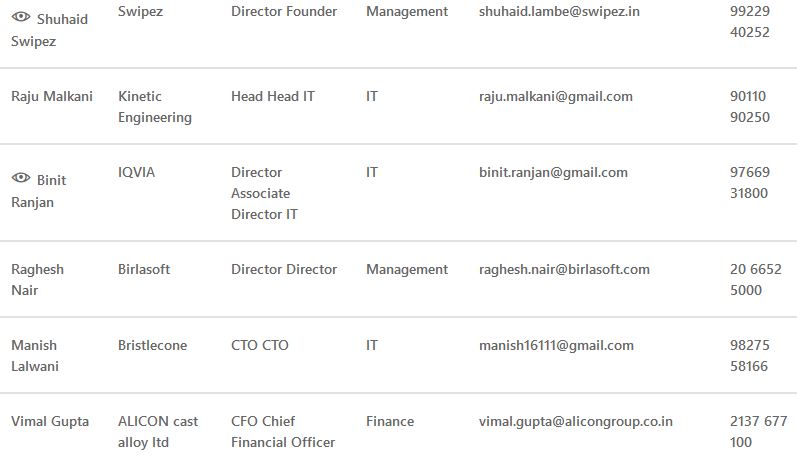 Shuhaid Swipez Director Founder Management shuhaid.lambe@swipez.in 99229
Swipez 40252
Raju Malkani Kinetic Head Head IT IT raju.malkani@gmail.com 90110
Engineering 90250
Binit IQVIA Director IT binit.ranjan@gmail.com 97669
Ranjan Associate 31800
Director IT
Raghesh Birlasoft Director Director Management raghesh.nair@birlasoft.com 20 6652
Nair 5000
Manish Bristlecone CTO CTO IT manish16111@gmail.com 98275
Lalwani 58166
Vimal Gupta ALICON cast CFO Chief Finance vimal.gupta@alicongroup.co.in 2137 677
alloy ltd Financial Officer 100